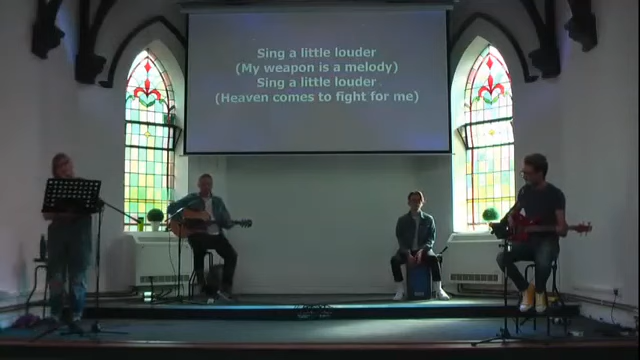 Sing a little louder
(My weapon is a melody)
Sing a little louder
(Heaven comes to fight for me)